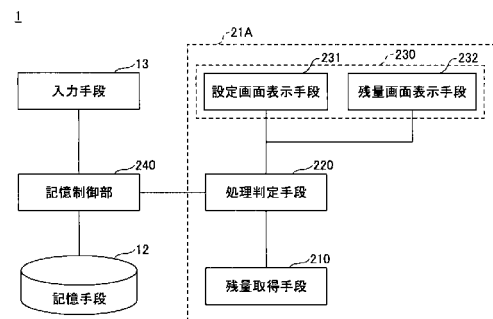 1
21A
230
13
231
232
入力手段
設定画面表示手段
残量画面表示手段
240
220
記憶制御部
処理判定手段
12
210
記憶手段
残量取得手段